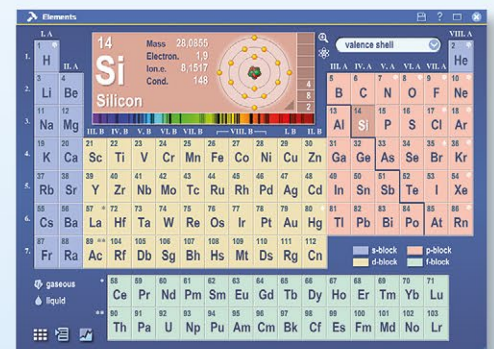 Elements
I. A
VIII. A
14
Mass 28,0855
Electron. 1,9
Ion.e. 8,1517
Cond. 148
Si
Silicon
4
8
2
valence shell
1 H
2 He
II. A
III. A IV. A V. A VI. A VII. A
1.
2.
3 Li 4 Be
5 B 6 C 7 N 8 O 9 F 10 Ne
3.
11 Na 12 Mg
III. B IV. B V. B VI. B VII. B VIII. B I. B II. B
13 Al 14 Si 15 P 16 S 17 Cl 18 Ar
4.
19 K 20 Ca 21 Sc 22 Ti 23 V 24 Cr 25 Mn 26 Fe 27 Co 28 Ni 29 Cu 30 Zn 31 Ga 32 Ge 33 As 34 Se 35 Br 36 Kr
5.
37 Rb 38 Sr 39 Y 40 Zr 41 Nb 42 Mo 43 Tc 44 Ru 45 Rh 46 Pd 47 Ag 48 Cd 49 In 50 Sn 51 Sb 52 Te 53 I 54 Xe
6.
55 Cs 56 Ba 57 * La 72 Hf 73 Ta 74 W 75 Re 76 Os 77 Ir 78 Pt 79 Au 80 Hg 81 Tl 82 Pb 83 Bi 84 Po 85 At 86 Rn
7.
87 Fr 88 Ra 89 ** Ac 104 Rf 105 Db 106 Sg 107 Bh 108 Hs 109 Mt 110 Ds 111 Rg 112 Cn
s-block p-block
d-block f-block
gaseous
liquid
* 58 Ce 59 Pr 60 Nd 61 Pm 62 Sm 63 Eu 64 Gd 65 Tb 66 Dy 67 Ho 68 Er 69 Tm 70 Yb 71 Lu
** 90 Th 91 Pa 92 U 93 Np 94 Pu 95 Am 96 Cm 97 Bk 98 Cf 99 Es 100 Fm 101 Md 102 No 103 Lr